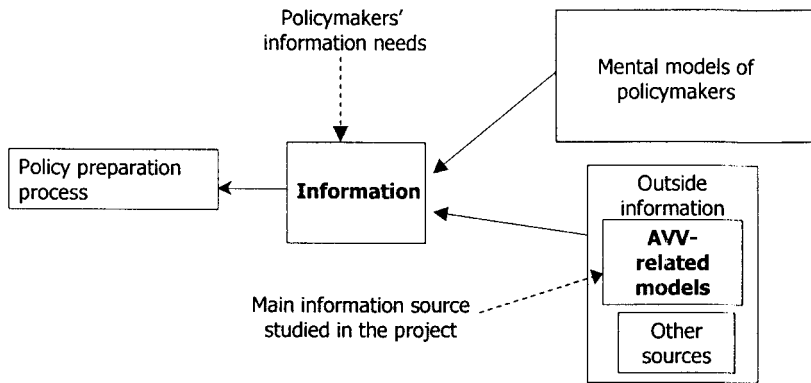 Policymakers'
information needs
Mental models of
policymakers
Policy preparation
process
Information
Outside
information
AVV-
related
models
Main information source
studied in the project
Other
sources